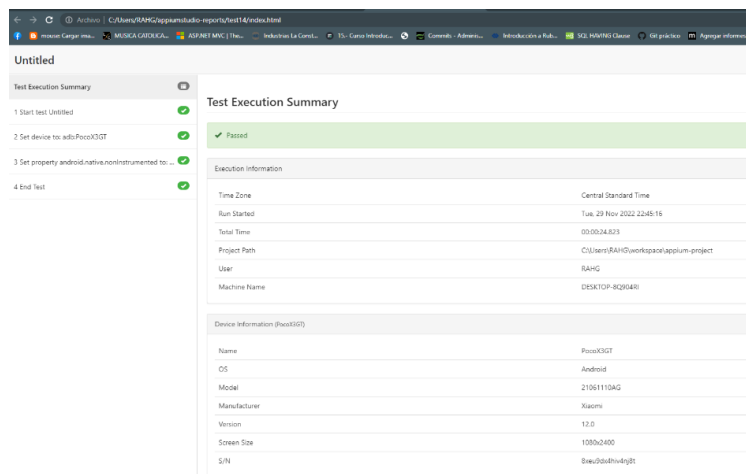 Archivo | C:/Users/RAHG/appiumstudio-reports/test14/index.html
mouse Cargar ima... MUSICA CATOLICA... ASP.NET MVC | The... Industrias La Const... 15.- Curso Introduc... Commits - Adminis... Introducción a Rob... SQL HAVING Clause Git práctico Agregar informes
Untitled
Test Execution Summary
1 Start test Untitled
2 Set device to: adb:PocoX3GT
3 Set property android.native.nonInstrumented to: ...
4 End Test
Test Execution Summary
Passed
Execution Information
Time Zone Central Standard Time
Run Started Tue, 29 Nov 2022 22:45:16
Total Time 00:00:24.823
Project Path C:\Users\RAHG\workspace\appium-project
User RAHG
Machine Name DESKTOP-8Q904RI
Device Information (PocoX3GT)
Name PocoX3GT
OS Android
Model 21061110AG
Manufacturer Xiaomi
Version 12.0
Screen Size 1080x2400
S/N